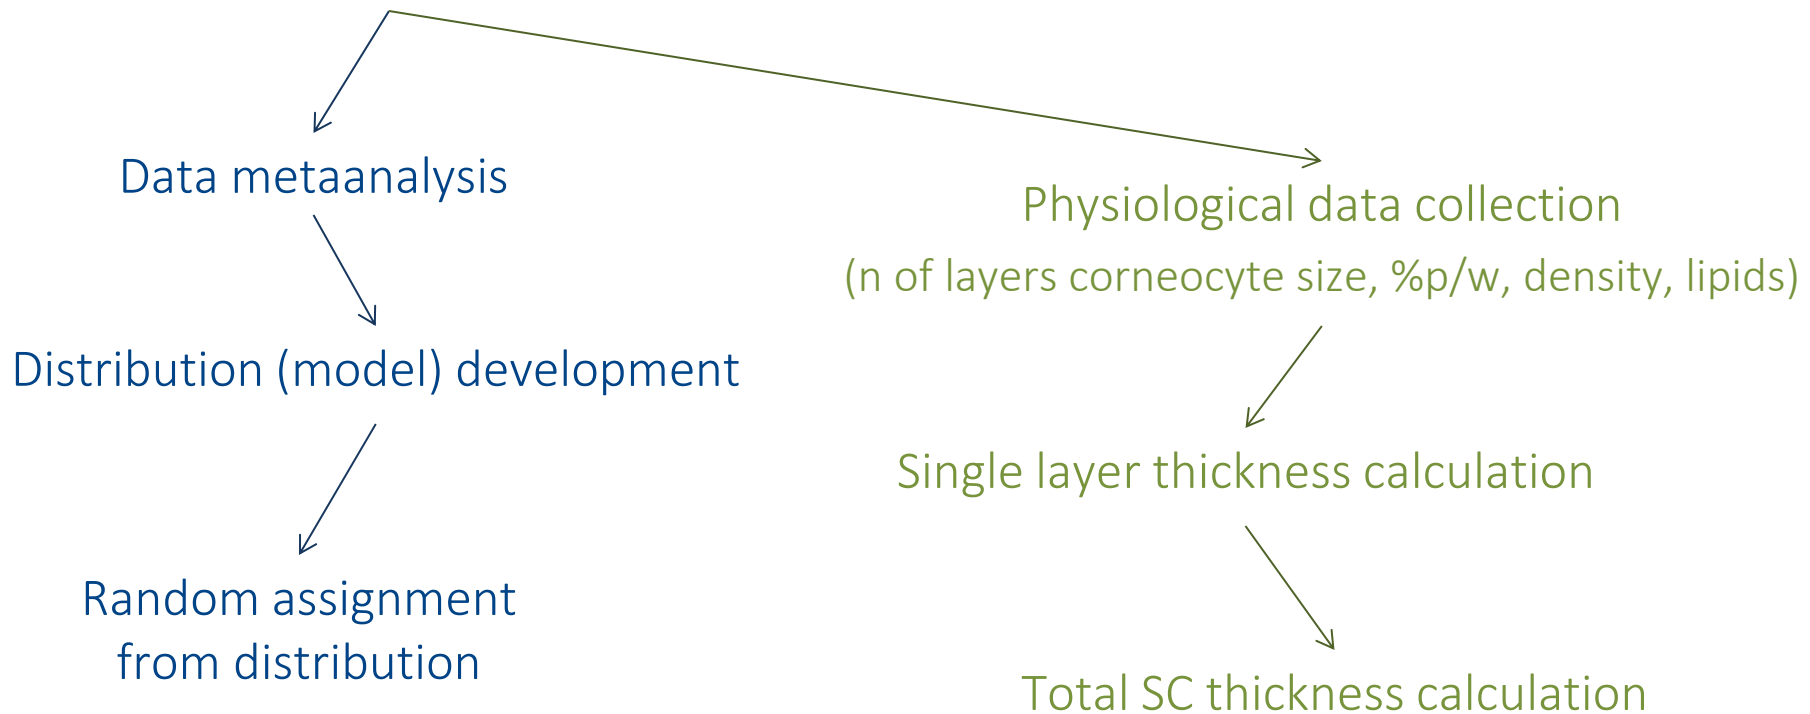 Data metaanalysis
Distribution (model) development
Random assignment
from distribution
Physiological data collection
(n of layers corneocyte size, %p/w, density, lipids)
Single layer thickness calculation
Total SC thickness calculation